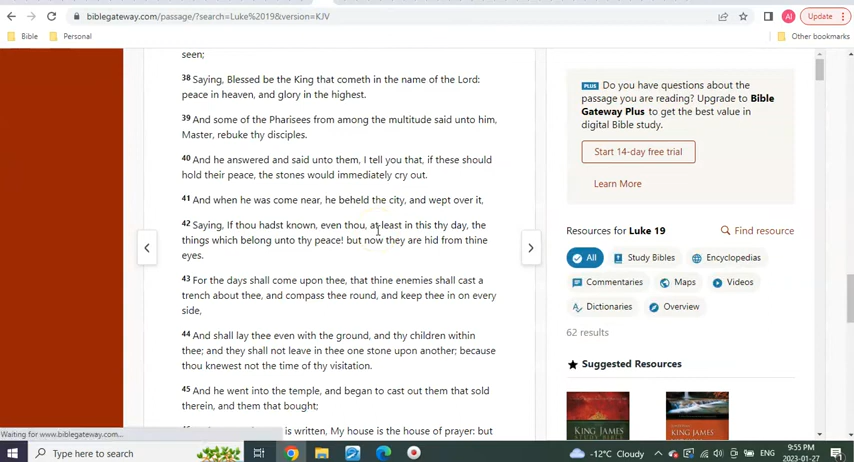 biblegateway.com/passage/?search=Luke%2019&version=KJV
AI
Update
Bible
Personal
Other bookmarks
seen;
38 Saying, Blessed be the King that cometh in the name of the Lord:
peace in heaven, and glory in the highest.
39 And some of the Pharisees from among the multitude said unto him,
Master, rebuke thy disciples.
40 And he answered and said unto them, I tell you that, if these should
hold their peace, the stones would immediately cry out.
41 And when he was come near, he beheld the city, and wept over it,
42 Saying, If thou hadst known, even thou, at least in this thy day, the
things which belong unto thy peace! but now they are hid from thine
eyes.
43 For the days shall come upon thee, that thine enemies shall cast a
trench about thee, and compass thee round, and keep thee in on every
side,
44 And shall lay thee even with the ground, and thy children within
thee; and they shall not leave in thee one stone upon another; because
thou knewest not the time of thy visitation.
45 And he went into the temple, and began to cast out them that sold
therein, and them that bought;
is written, My house is the house of prayer: but
PLUS Do you have questions about the
passage you are reading? Upgrade to Bible
Gateway Plus to get the best value in
digital Bible study.
Start 14-day free trial
Learn More
Resources for Luke 19
Find resource
All
Study Bibles
Encyclopedias
Commentaries
Maps
Videos
Dictionaries
Overview
62 results
Suggested Resources
KING JAMES
KING JAMES
Waiting for www.biblegateway.com...
Type here to search
-12°C Cloudy
ENG
9:55 PM
2023-01-27